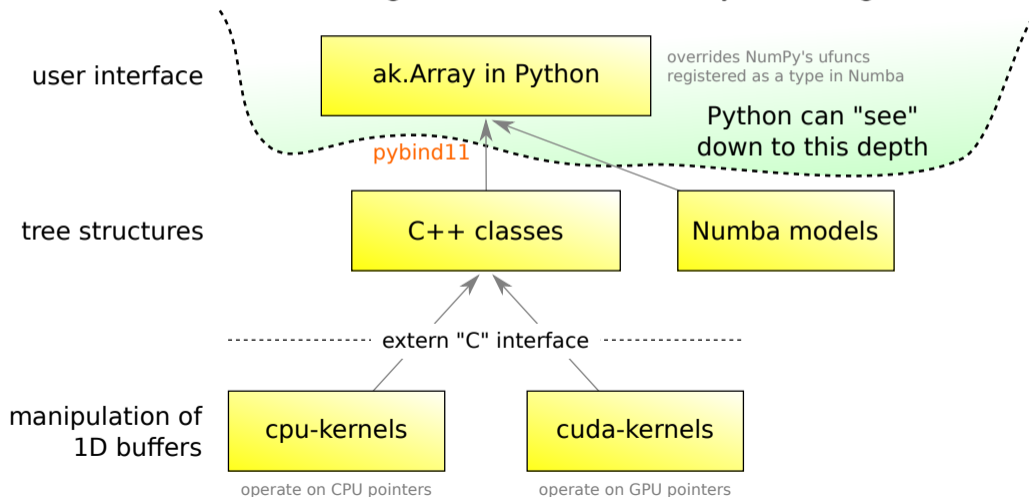 user interface
ak.Array in Python
overrides NumPy's ufuncs
registered as a type in Numba
Python can "see"
down to this depth
pybind11
tree structures
C++ classes
Numba models
extern "C" interface
manipulation of
1D buffers
cpu-kernels
cuda-kernels
operate on CPU pointers
operate on GPU pointers